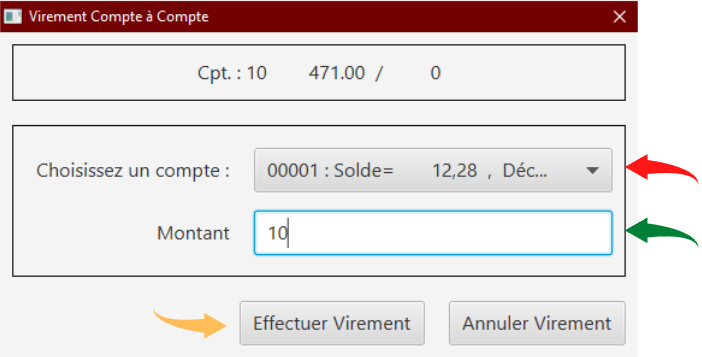 Virement Compte à Compte
Cpt. : 10 471.00 / 0
Choisissez un compte : 00001 : Solde= 12,28 , Déc...
Montant 10
Effectuer Virement Annuler Virement